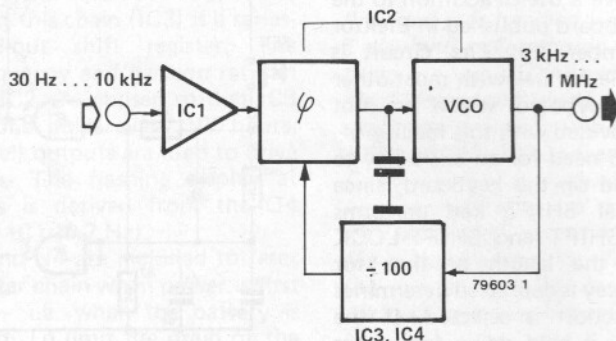 IC2
30 Hz ... 10 kHz
3 kHz ...
1 MHz
IC1
φ
VCO
÷ 100
79603 1
IC3, IC4